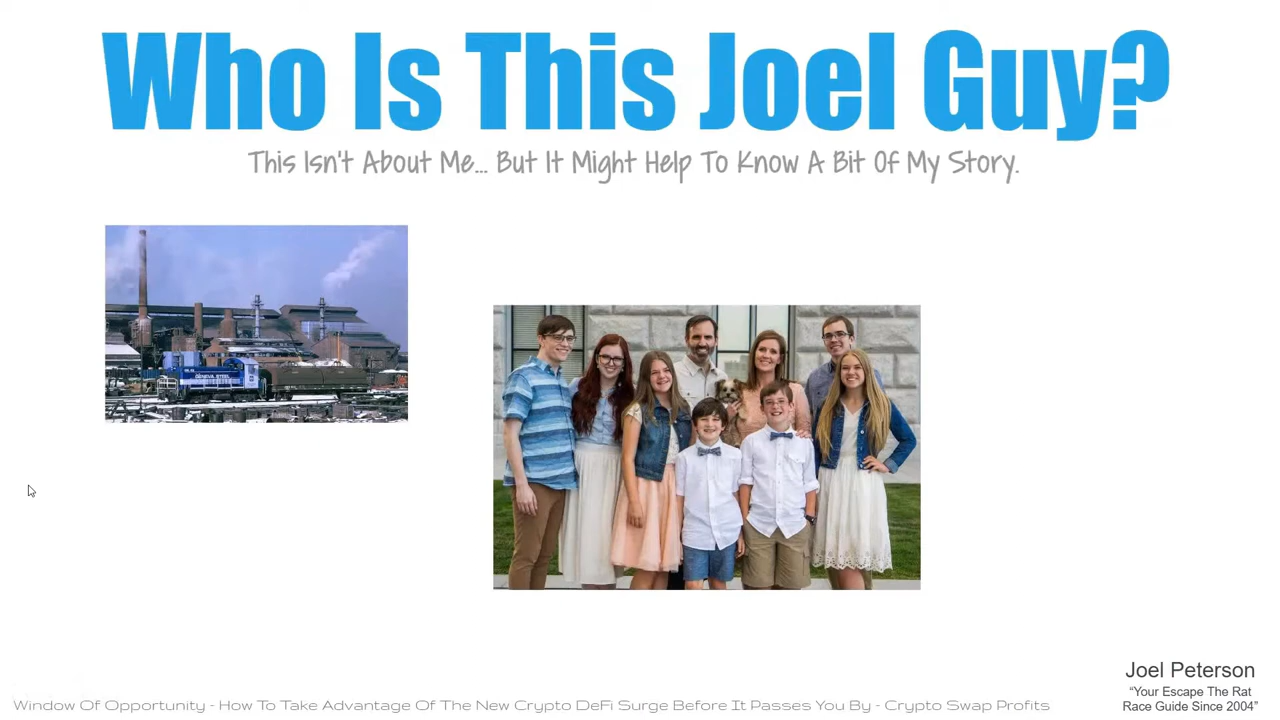 Who Is This Joel Guy?
This Isn't About Me... But It Might Help To Know A Bit Of My Story.
GENEVA STEEL
Joel Peterson
“Your Escape The Rat
Race Guide Since 2004”
Window Of Opportunity - How To Take Advantage Of The New Crypto DeFi Surge Before It Passes You By - Crypto Swap Profits